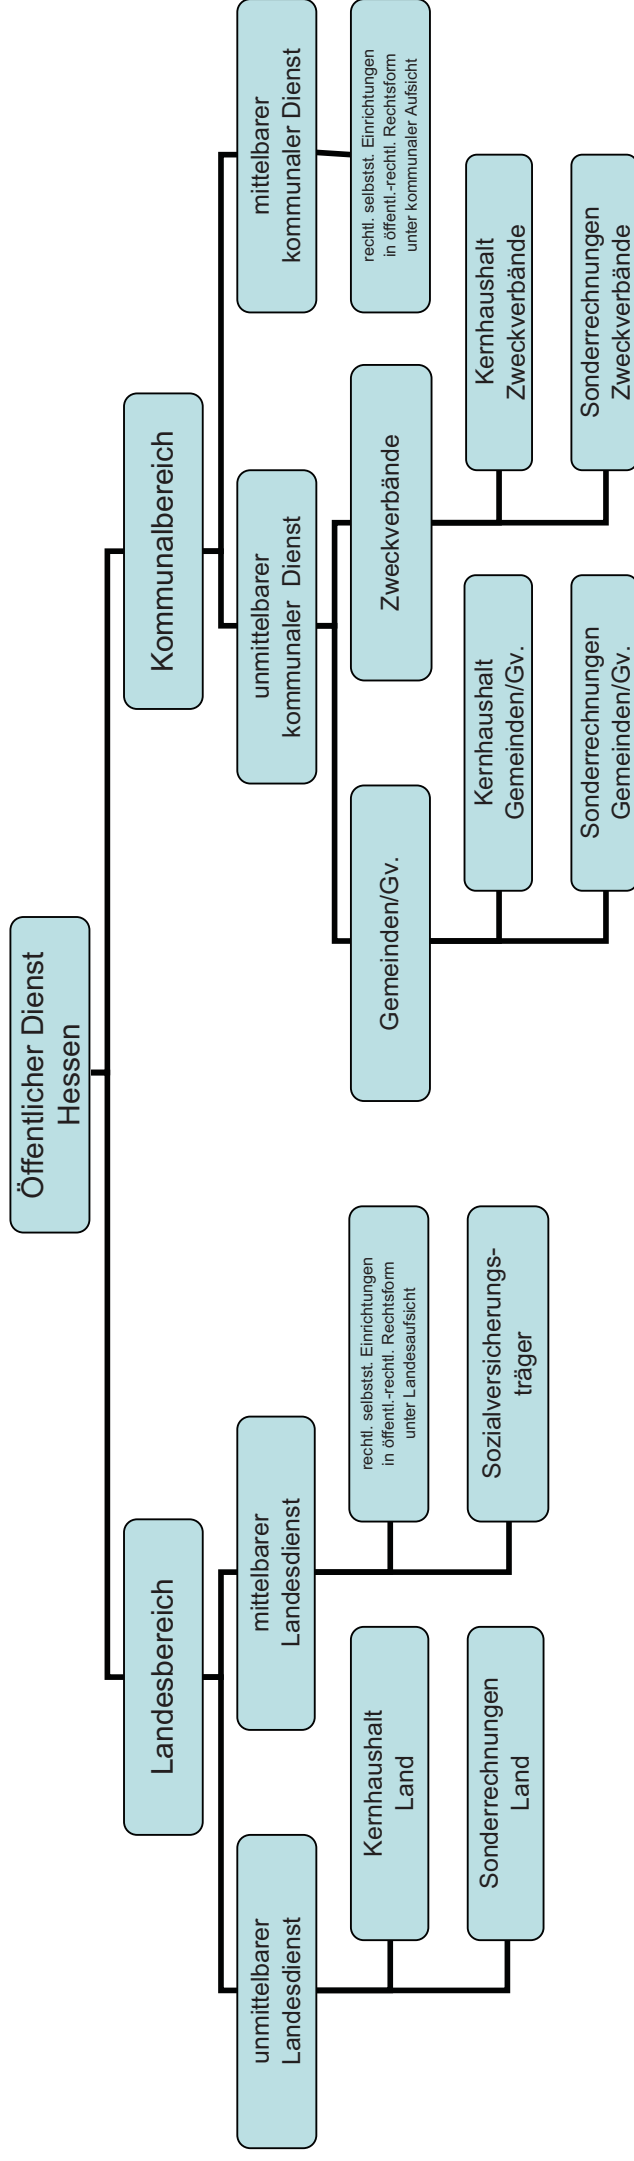 Öffentlicher Dienst
Hessen
Landesbereich
Kommunalbereich
unmittelbarer
Landesdienst
mittelbarer
Landesdienst
unmittelbarer
kommunaler Dienst
mittelbarer
kommunaler Dienst
Kernhaushalt
Land
rechtl. selbstst. Einrichtungen
in öffentl.-rechtl. Rechtsform
unter Landesaufsicht
Gemeinden/Gv.
Zweckverbände
rechtl. selbstst. Einrichtungen
in öffentl.-rechtl. Rechtsform
unter kommunaler Aufsicht
Sonderrechnungen
Land
Sozialversicherungs-
träger
Kernhaushalt
Gemeinden/Gv.
Kernhaushalt
Zweckverbände
Sonderrechnungen
Gemeinden/Gv.
Sonderrechnungen
Zweckverbände